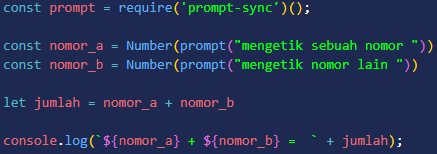 const prompt = require('prompt-sync')();
const nomor_a = Number(prompt("mengetik sebuah nomor "))
const nomor_b = Number(prompt("mengetik nomor lain "))
let jumlah = nomor_a + nomor_b
console.log(`${nomor_a} + ${nomor_b} =  ` + jumlah);